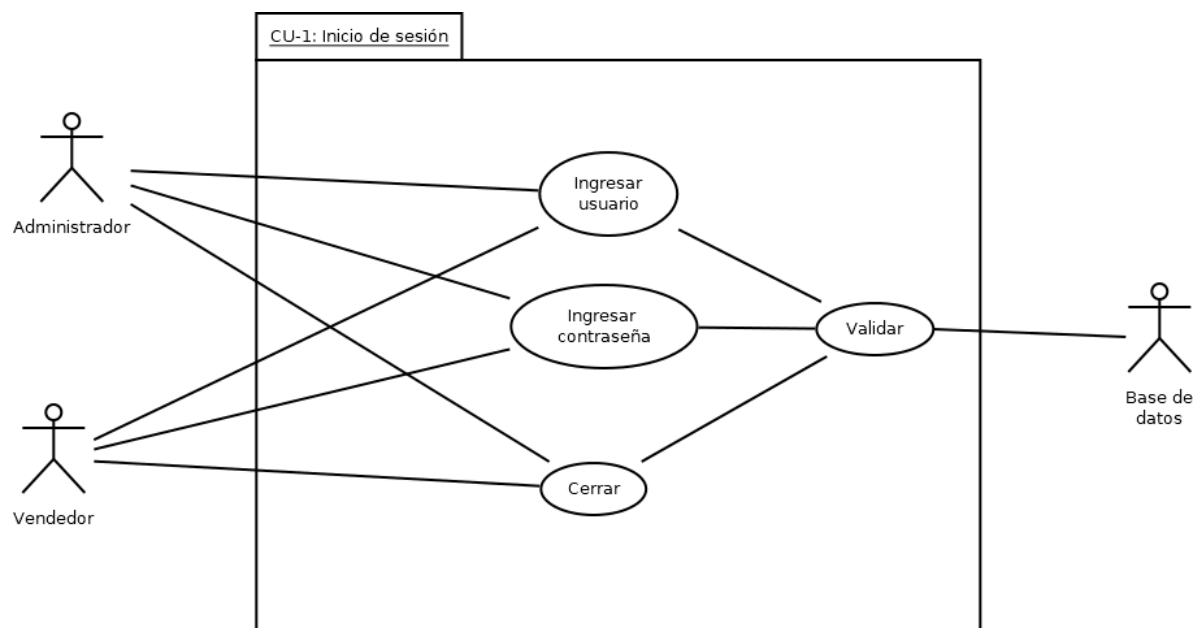 CU-1: Inicio de sesión
Administrador
Ingresar
usuario
Ingresar
contraseña
Validar
Base de
datos
Vendedor
Cerrar